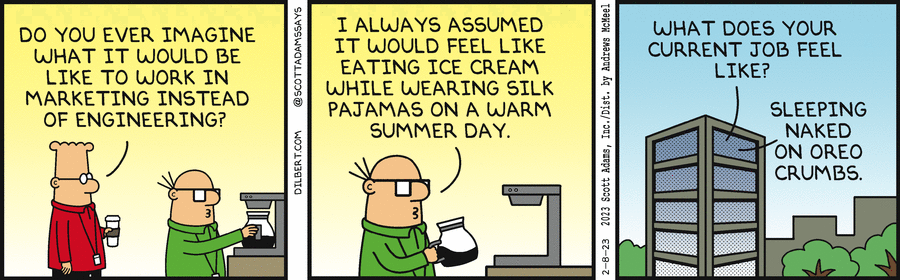 DO YOU EVER IMAGINE
WHAT IT WOULD BE
LIKE TO WORK IN
MARKETING INSTEAD
OF ENGINEERING?
DILBERT.COM @SCOTTADAMSSAYS
I ALWAYS ASSUMED
IT WOULD FEEL LIKE
EATING ICE CREAM
WHILE WEARING SILK
PAJAMAS ON A WARM
SUMMER DAY.
2-8-23 2023 Scott Adams, Inc./Dist. by Andrews McMeel
WHAT DOES YOUR
CURRENT JOB FEEL
LIKE?
SLEEPING
NAKED
ON OREO
CRUMBS.